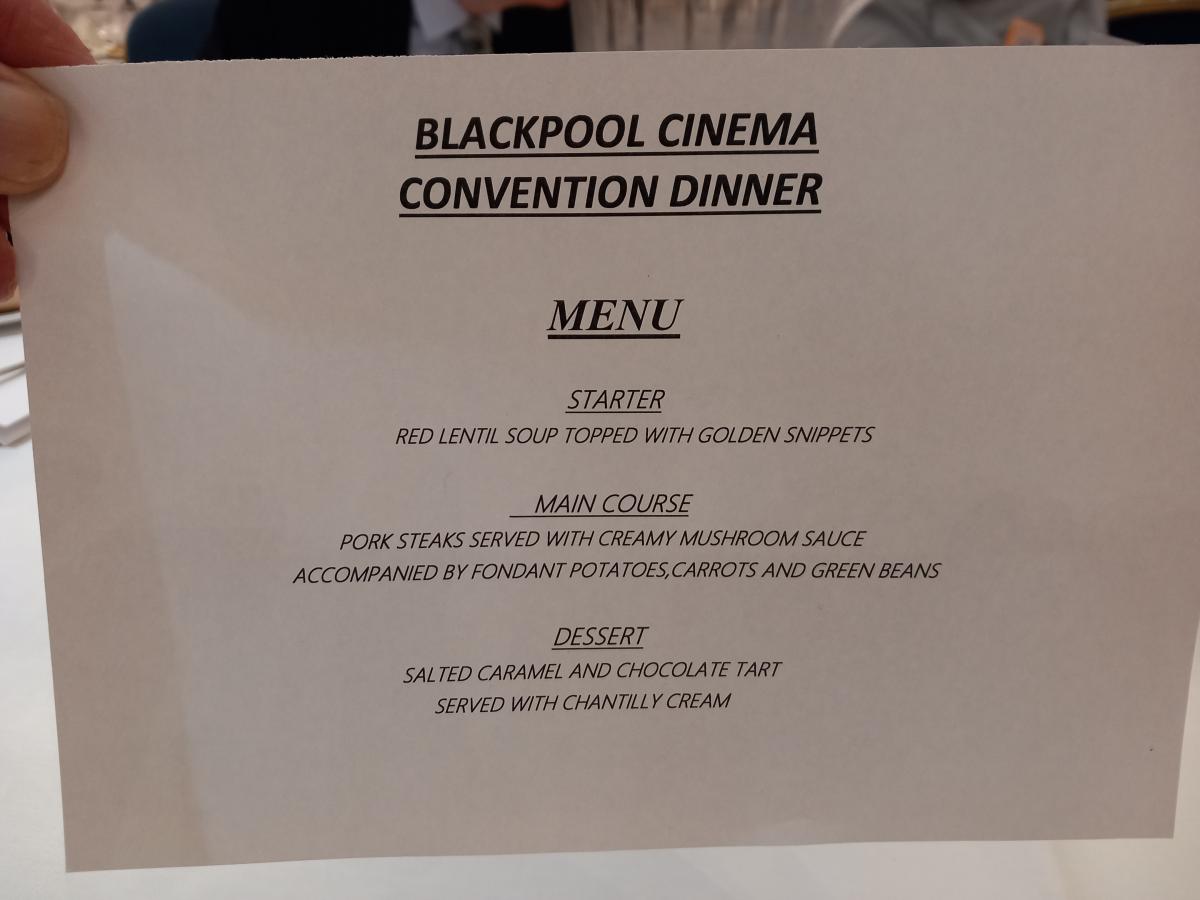 BLACKPOOL CINEMA
CONVENTION DINNER
MENU
STARTER
RED LENTIL SOUP TOPPED WITH GOLDEN SNIPPETS
MAIN COURSE
PORK STEAKS SERVED WITH CREAMY MUSHROOM SAUCE
ACCOMPANIED BY FONDANT POTATOES,CARROTS AND GREEN BEANS
DESSERT
SALTED CARAMEL AND CHOCOLATE TART
SERVED WITH CHANTILLY CREAM